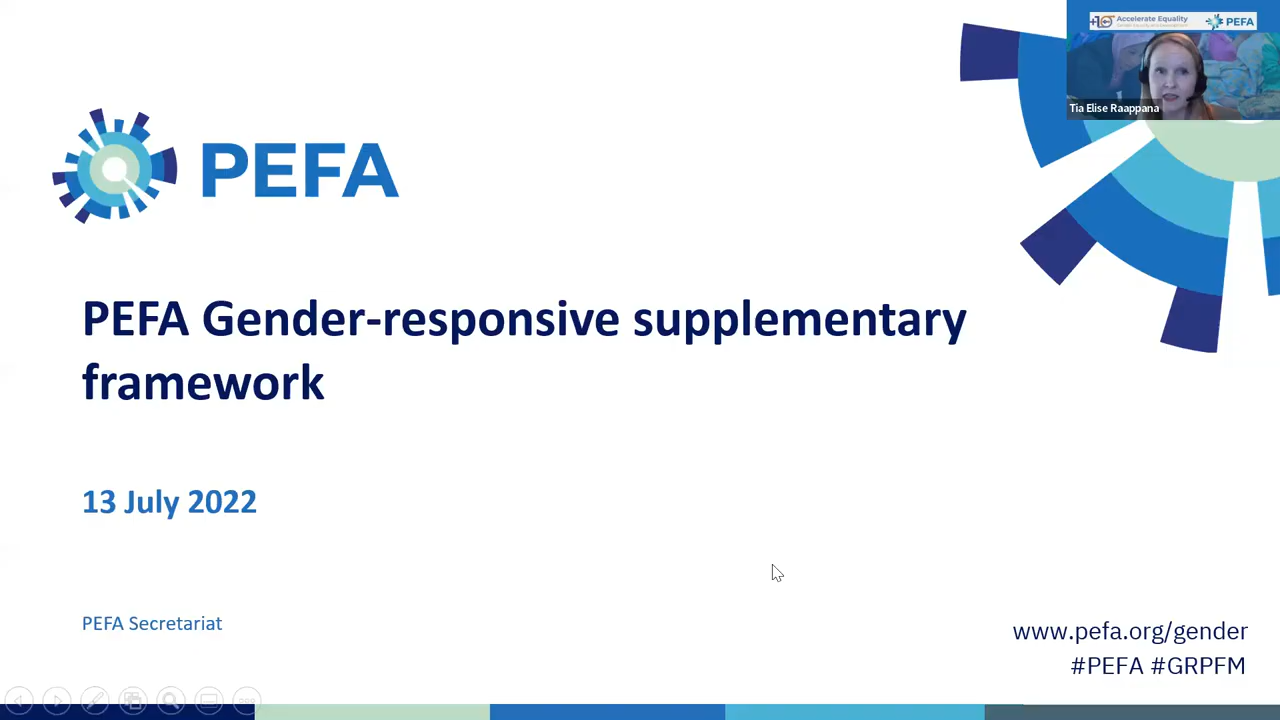 Accelerate Equality
PEFA
Tia Elise Raappana
PEFA
PEFA Gender-responsive supplementary
framework
13 July 2022
PEFA Secretariat
www.pefa.org/gender
#PEFA #GRPFM